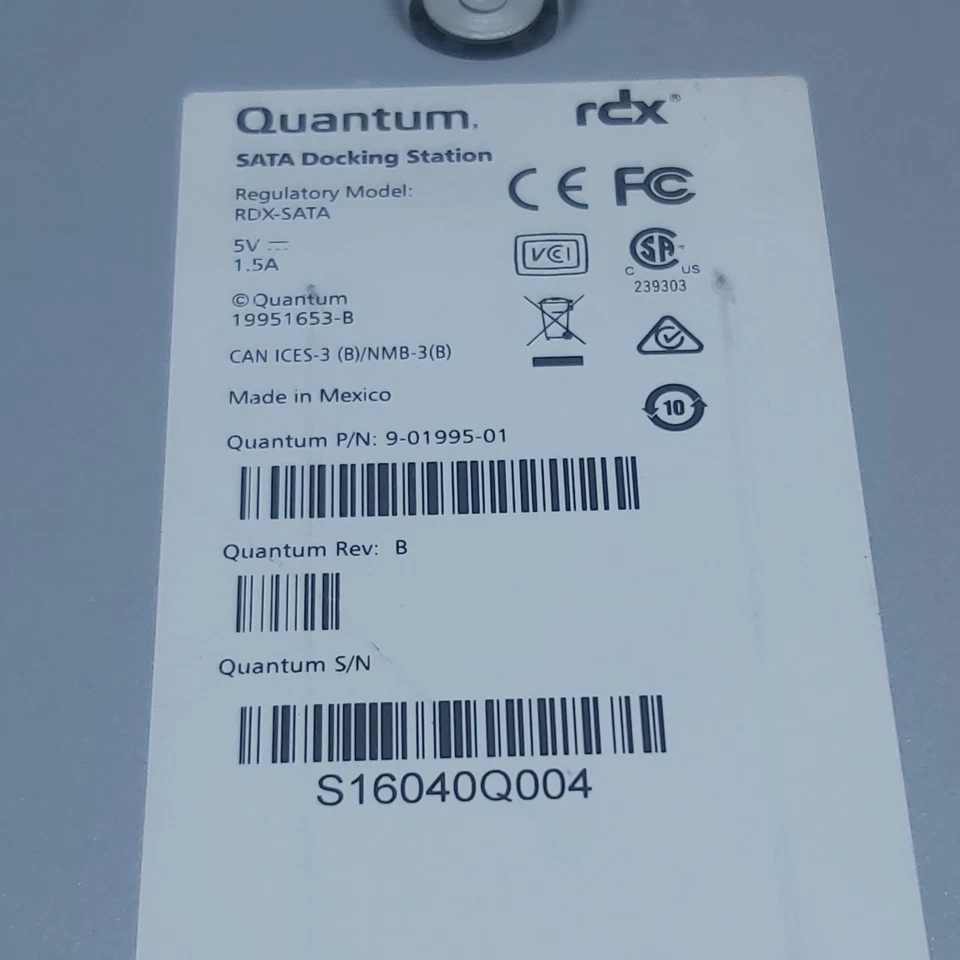 Quantum.
rdx®
SATA Docking Station
Regulatory Model:
RDX-SATA
CE FC
5V
1.5A
VCI
SA
C US
239303
©Quantum
19951653-B
CAN ICES-3 (B)/NMB-3(B)
Made in Mexico
10
Quantum P/N: 9-01995-01
Quantum Rev: B
Quantum S/N
S16040Q004